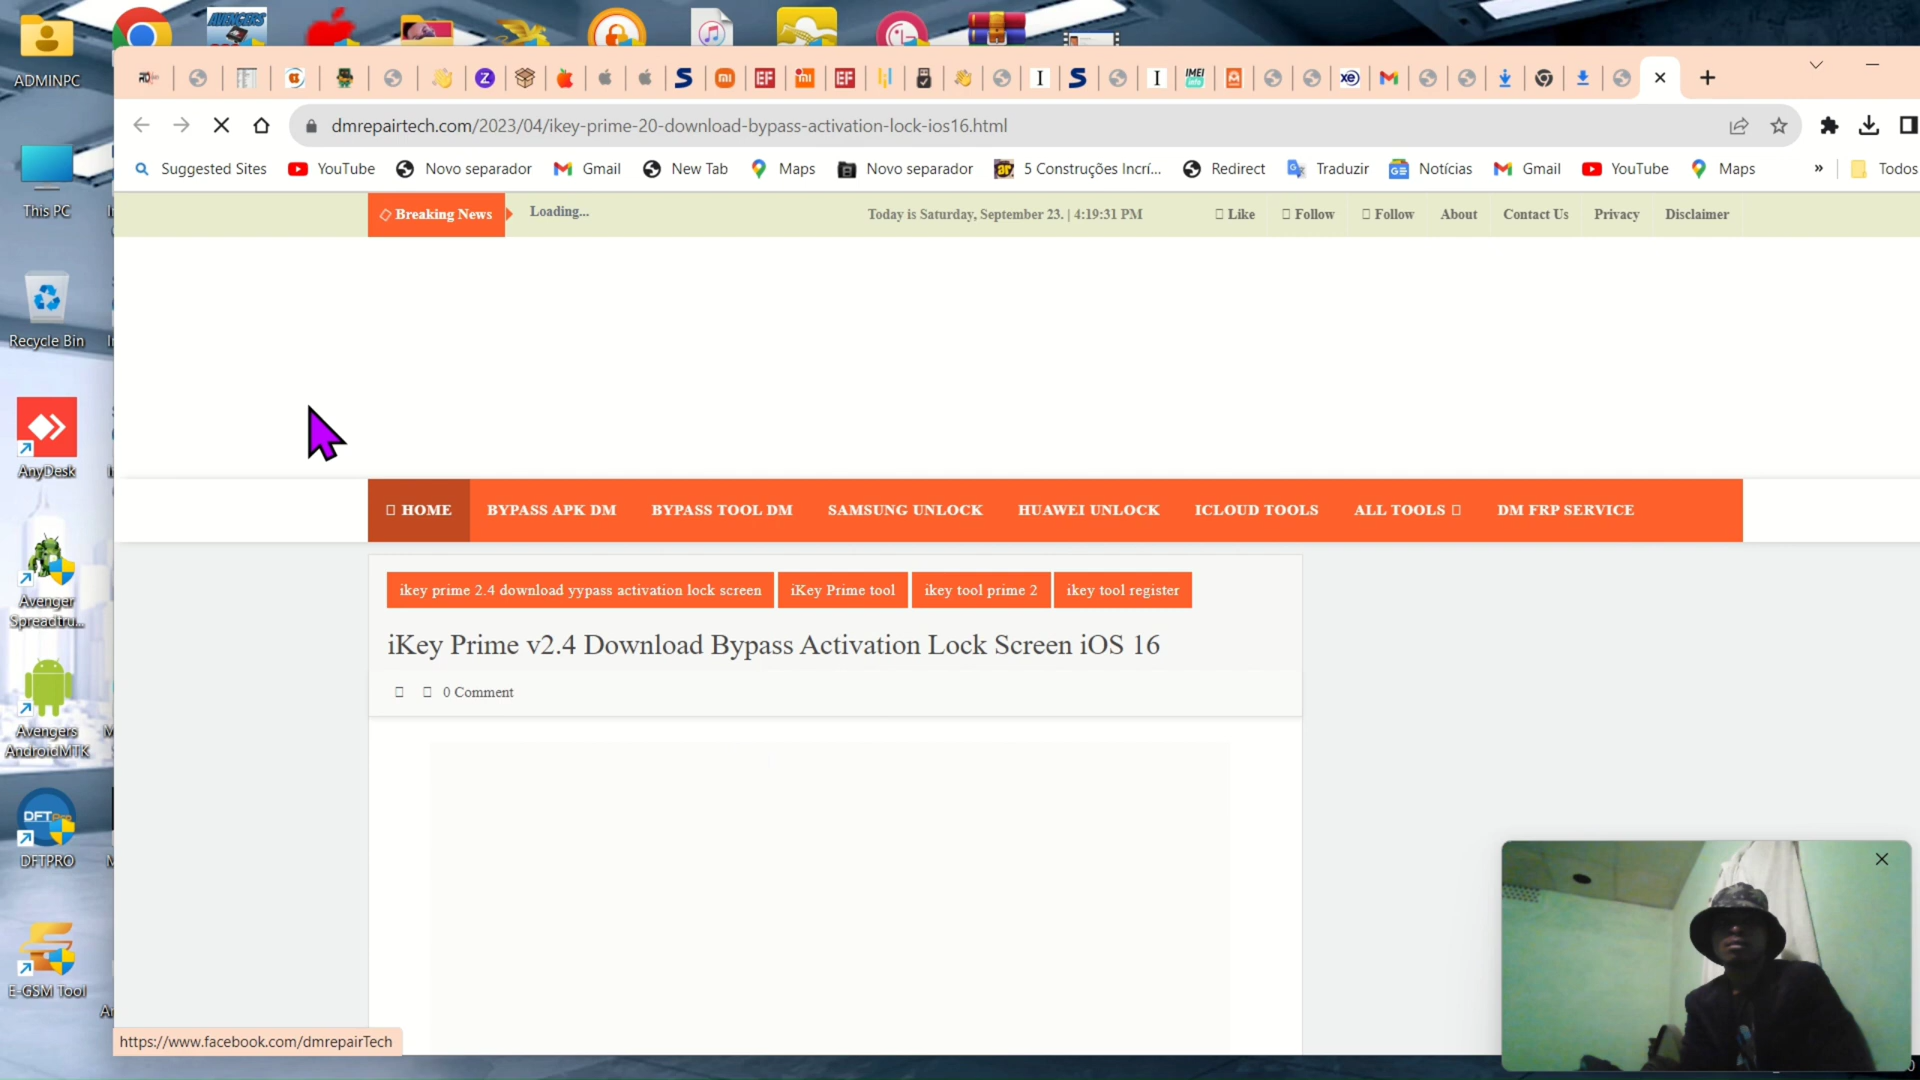 ADMINPC
This PC
Recycle Bin
AnyDesk
Avenger
Spreadtru...
Avengers
AndroidMTK
DFTPRO
E-GSM Tool
AVENGERS
EF
EF
IMEI
info
xe
dmrepairtech.com/2023/04/ikey-prime-20-download-bypass-activation-lock-ios16.html
Suggested Sites YouTube Novo separador Gmail New Tab Maps Novo separador 5 Construções Incrí... Redirect Traduzir Notícias Gmail YouTube Maps » Todos
Breaking News Loading... Today is Saturday, September 23. | 4:19:31 PM Like Follow Follow About Contact Us Privacy Disclaimer
HOME BYPASS APK DM BYPASS TOOL DM SAMSUNG UNLOCK HUAWEI UNLOCK ICLOUD TOOLS ALL TOOLS DM FRP SERVICE
ikey prime 2.4 download yypass activation lock screen iKey Prime tool ikey tool prime 2 ikey tool register
iKey Prime v2.4 Download Bypass Activation Lock Screen iOS 16
0 Comment
https://www.facebook.com/dmrepairTech